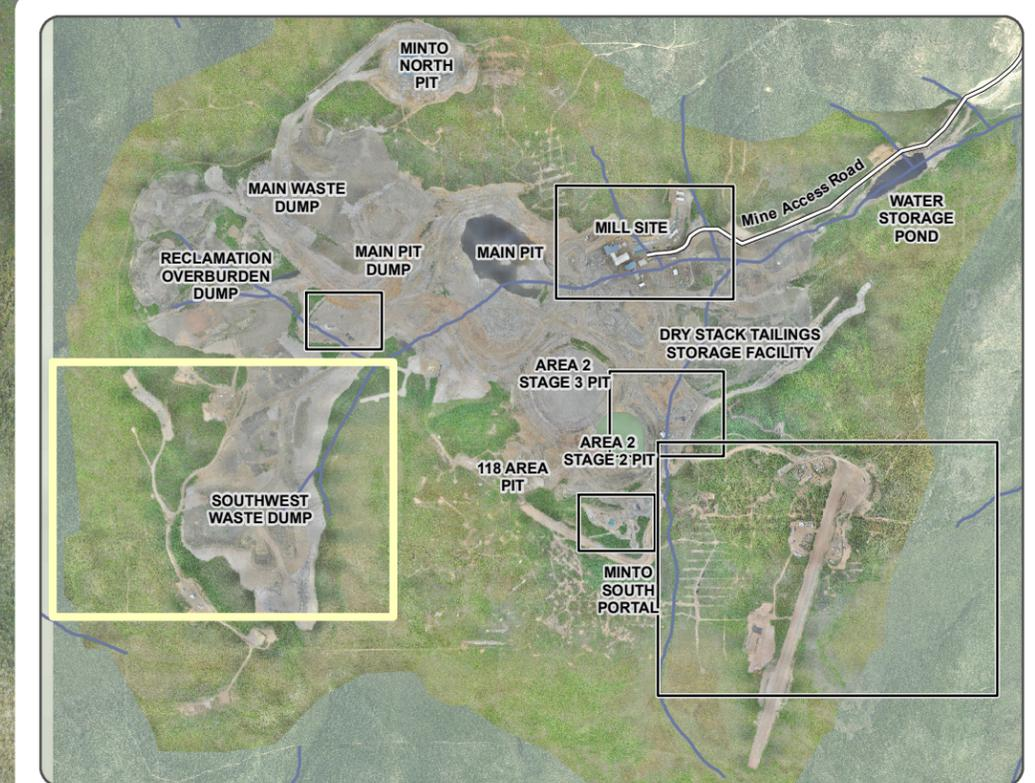 MINTO
NORTH
PIT
MAIN WASTE
DUMP
MILL SITE
Mine Access Road
WATER
STORAGE
POND
RECLAMATION
OVERBURDEN
DUMP
MAIN PIT
DUMP
MAIN PIT
DRY STACK TAILINGS
STORAGE FACILITY
AREA 2
STAGE 3 PIT
AREA 2
STAGE 2 PIT
118 AREA
PIT
SOUTHWEST
WASTE DUMP
MINTO
SOUTH
PORTAL